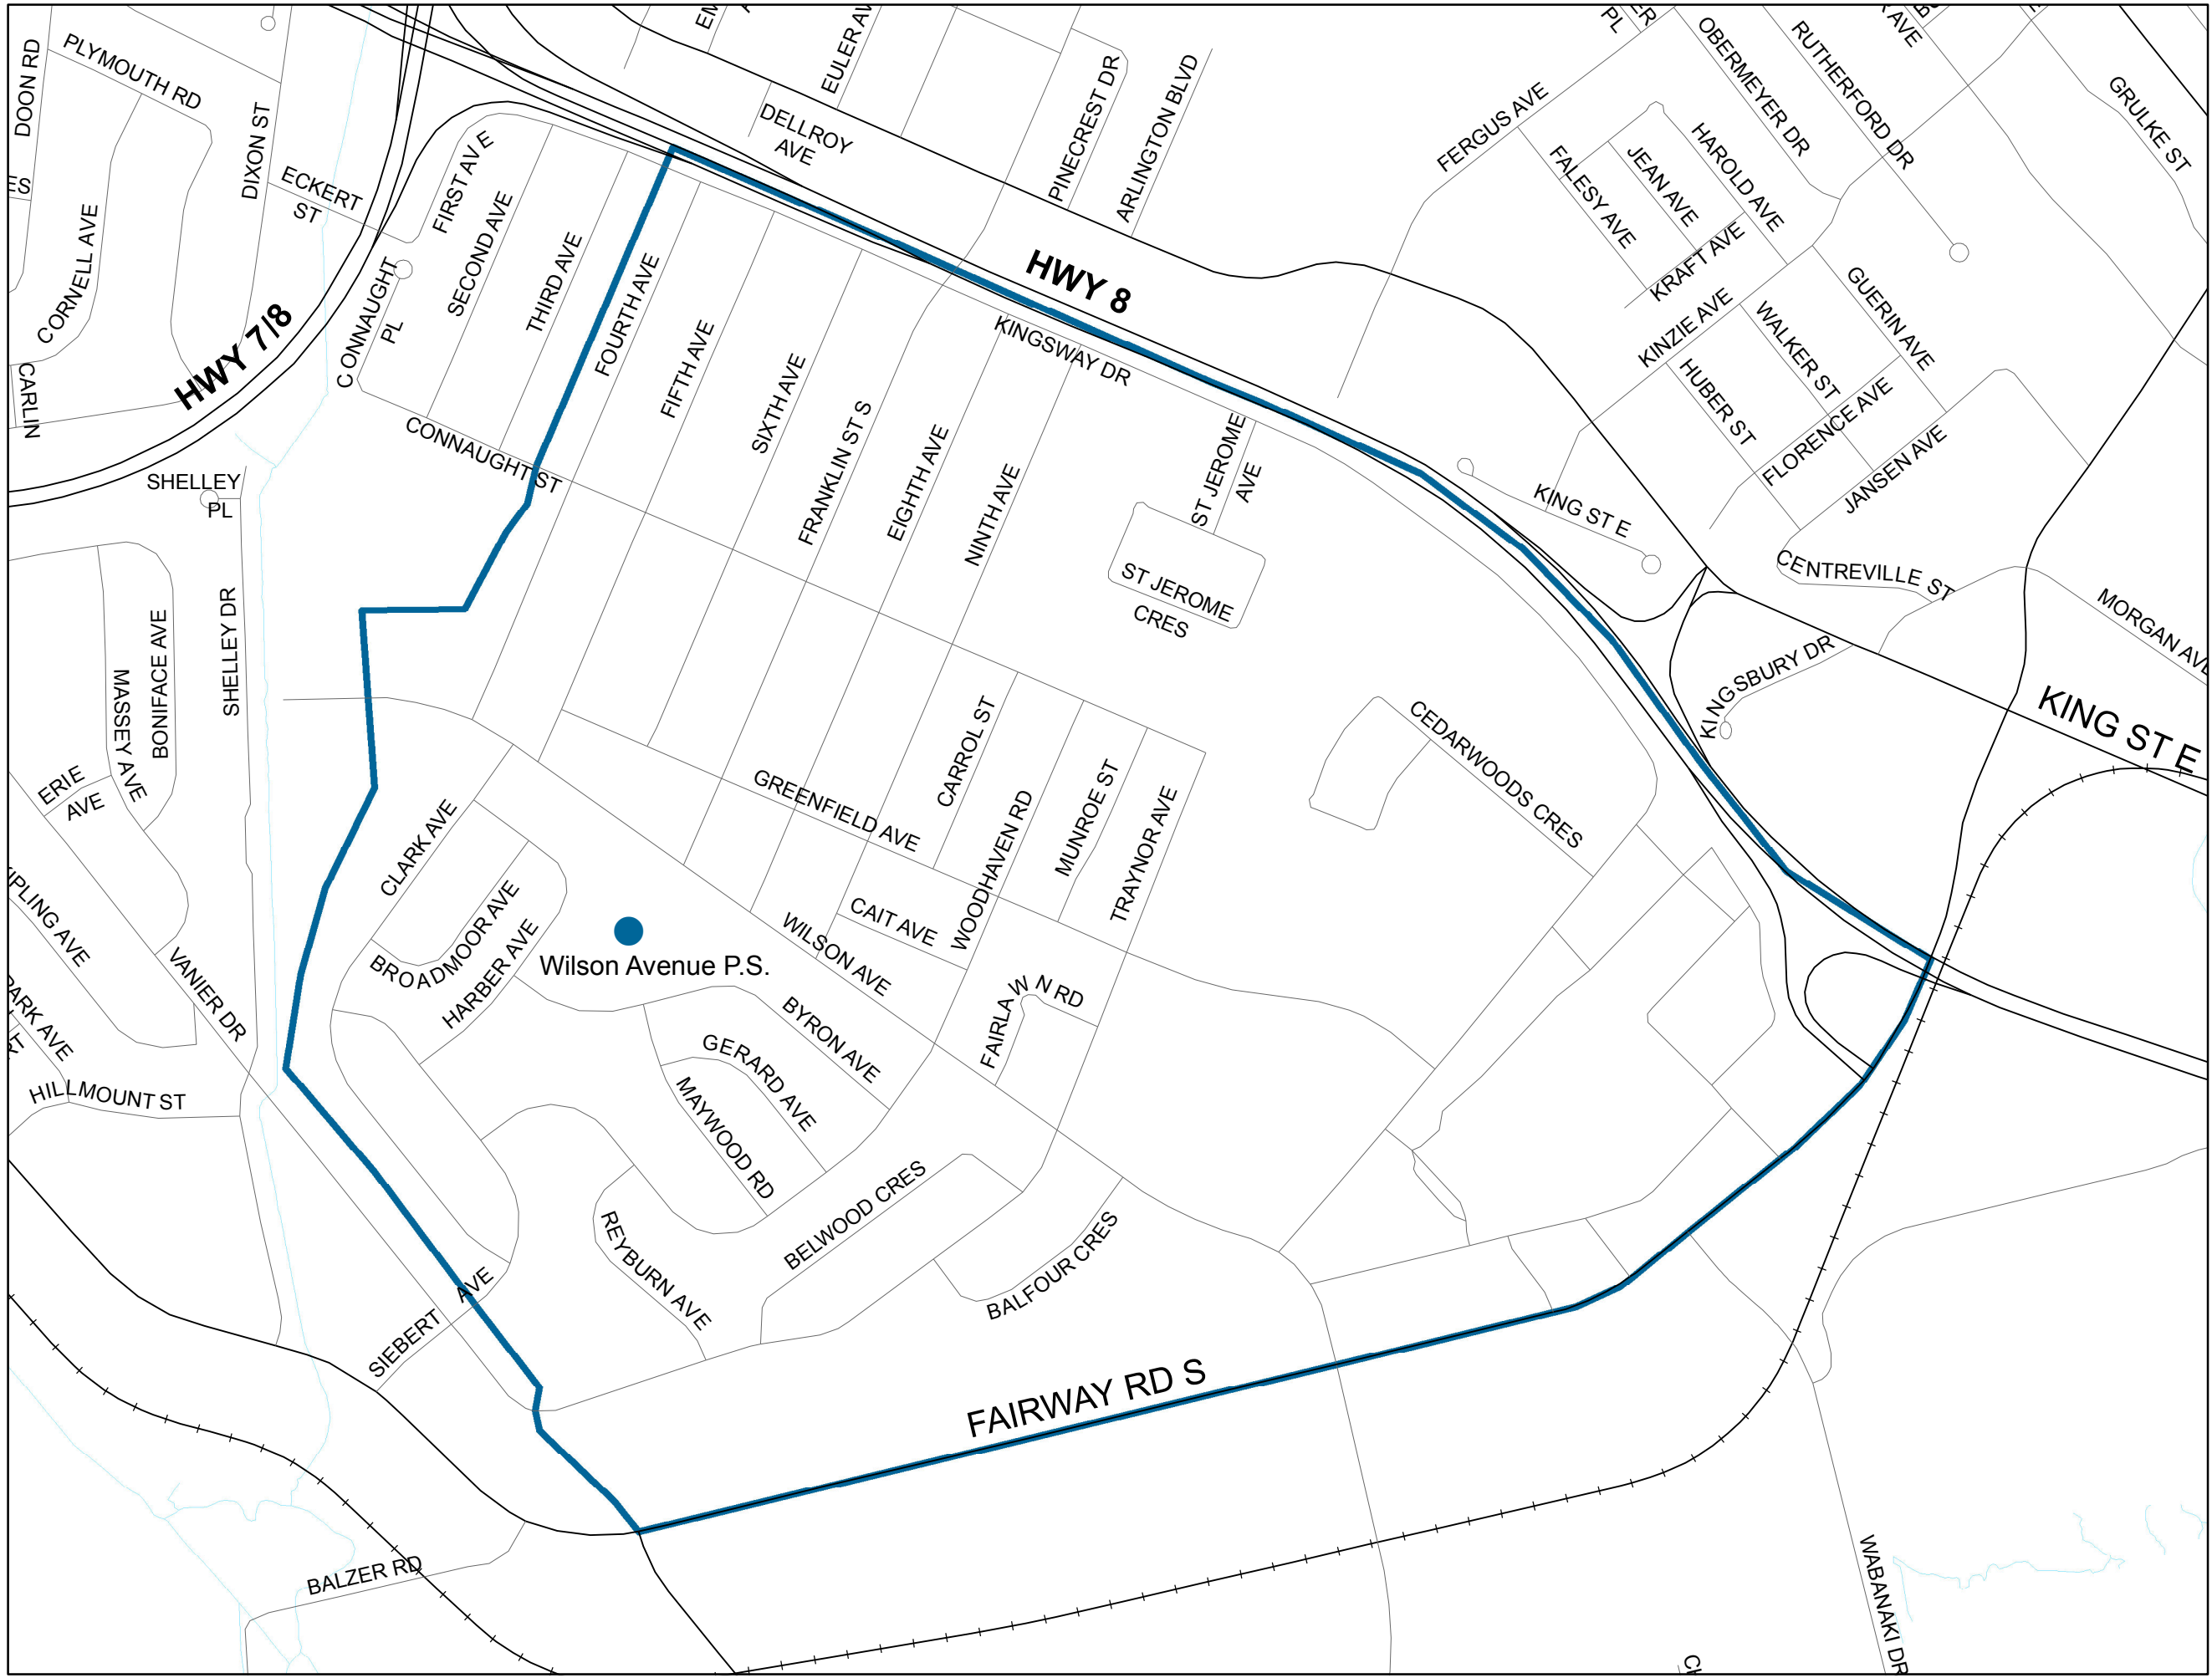 DOON RD
PLYMOUTH RD
DIXON ST
EULER AV
DELLROY
AVE
PINECREST DR
ARLINGTON BLVD
PL
OBERMEYER DR
RUTHERFORD DR
AVE
GRULKE ST
FERGUS AVE
FALESY AVE
JEAN AVE
HAROLD AVE
KRAFT AVE
GUERIN AVE
KINZIE AVE
WALKER ST
HUBER ST
FLORENCE AVE
JANSEN AVE
ECKERT
ST
FIRST AVE
SECOND AVE
THIRD AVE
FOURTH AVE
FIFTH AVE
SIXTH AVE
FRANKLIN ST S
EIGHTH AVE
NINTH AVE
CORNELL AVE
CARLIN
HWY 7/8
HWY 8
KINGSWAY DR
CONNAUGHT
PL
CONNAUGHT ST
ST JEROME
AVE
ST JEROME
CRES
KING ST E
CENTREVILLE ST
MORGAN AVE
KINGSBURY DR
KING ST E
SHELLEY
PL
SHELLEY DR
BONIFACE AVE
MASSEY AVE
ERIE
AVE
IPLING AVE
ARK AVE
VANIER DR
HILLMOUNT ST
CLARK AVE
BROADMOOR AVE
HARBER AVE
Wilson Avenue P.S.
GREENFIELD AVE
CARROL ST
WOODHAVEN RD
MUNROE ST
TRAYNOR AVE
CEDARWOODS CRES
CAIT AVE
WILSON AVE
FAIRLAWN RD
BYRON AVE
GERARD AVE
MAYWOOD RD
BELWOOD CRES
BALFOUR CRES
REYBURN AVE
SIEBERT AVE
FAIRWAY RD S
BALZER RD
WABANAKI DR